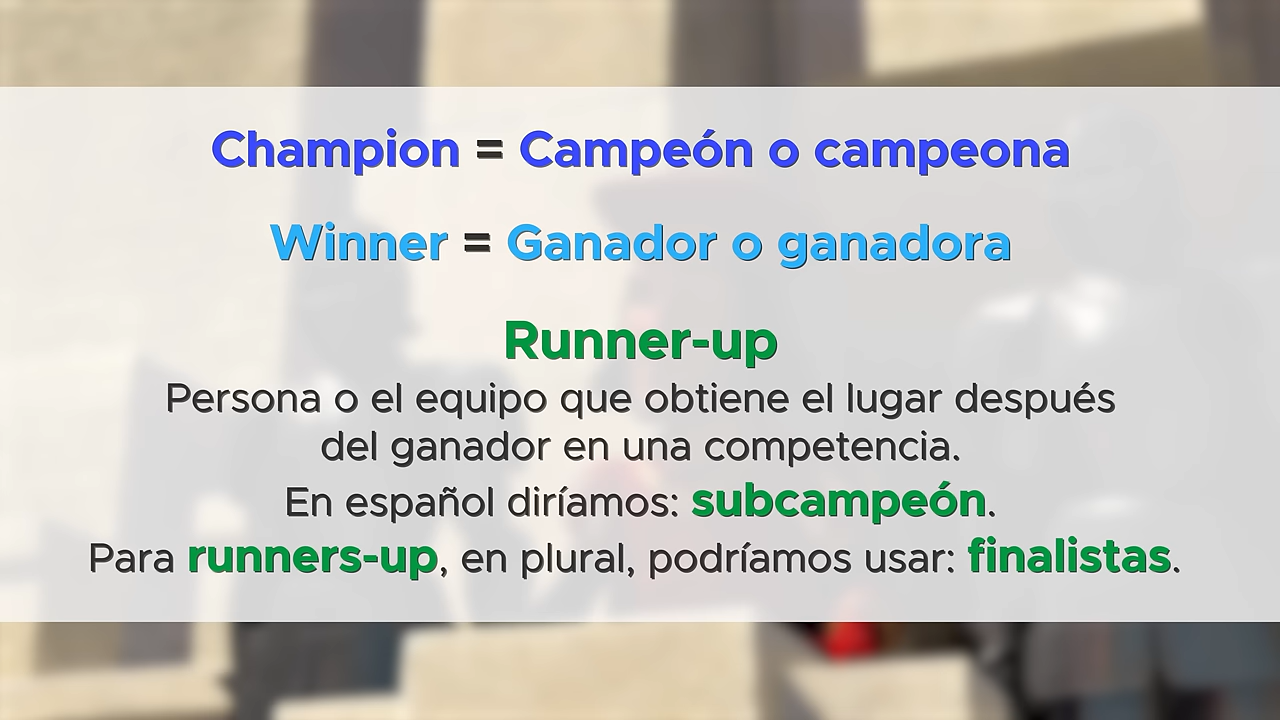 Champion = Campeón o campeona
Winner = Ganador o ganadora
Runner-up
Persona o el equipo que obtiene el lugar después
del ganador en una competencia.
En español diríamos: subcampeón.
Para runners-up, en plural, podríamos usar: finalistas.